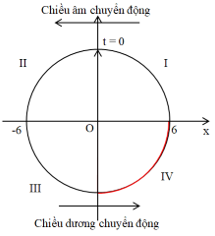 Chiều âm chuyển động
t = 0
II
I
-6
O
6
x
III
IV
Chiều dương chuyển động